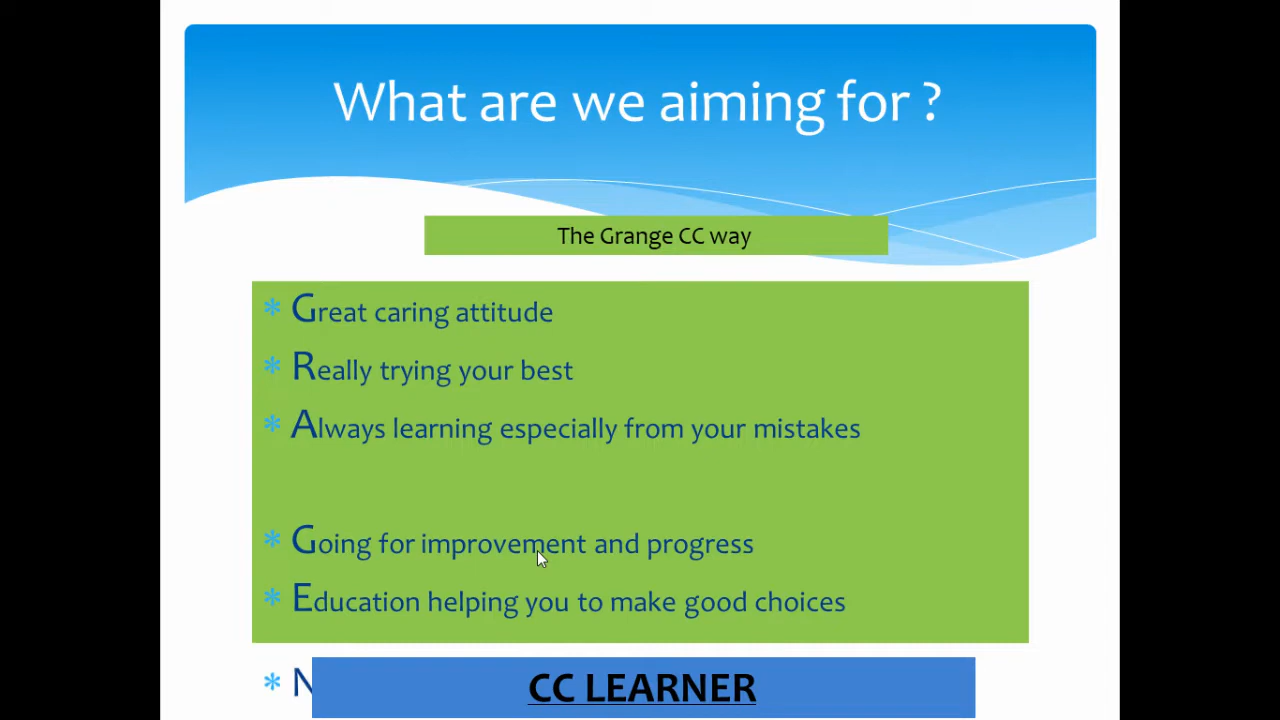 What are we aiming for ?
The Grange CC way
* Great caring attitude
* Really trying your best
* Always learning especially from your mistakes
* Going for improvement and progress
* Education helping you to make good choices
* N
CC LEARNER